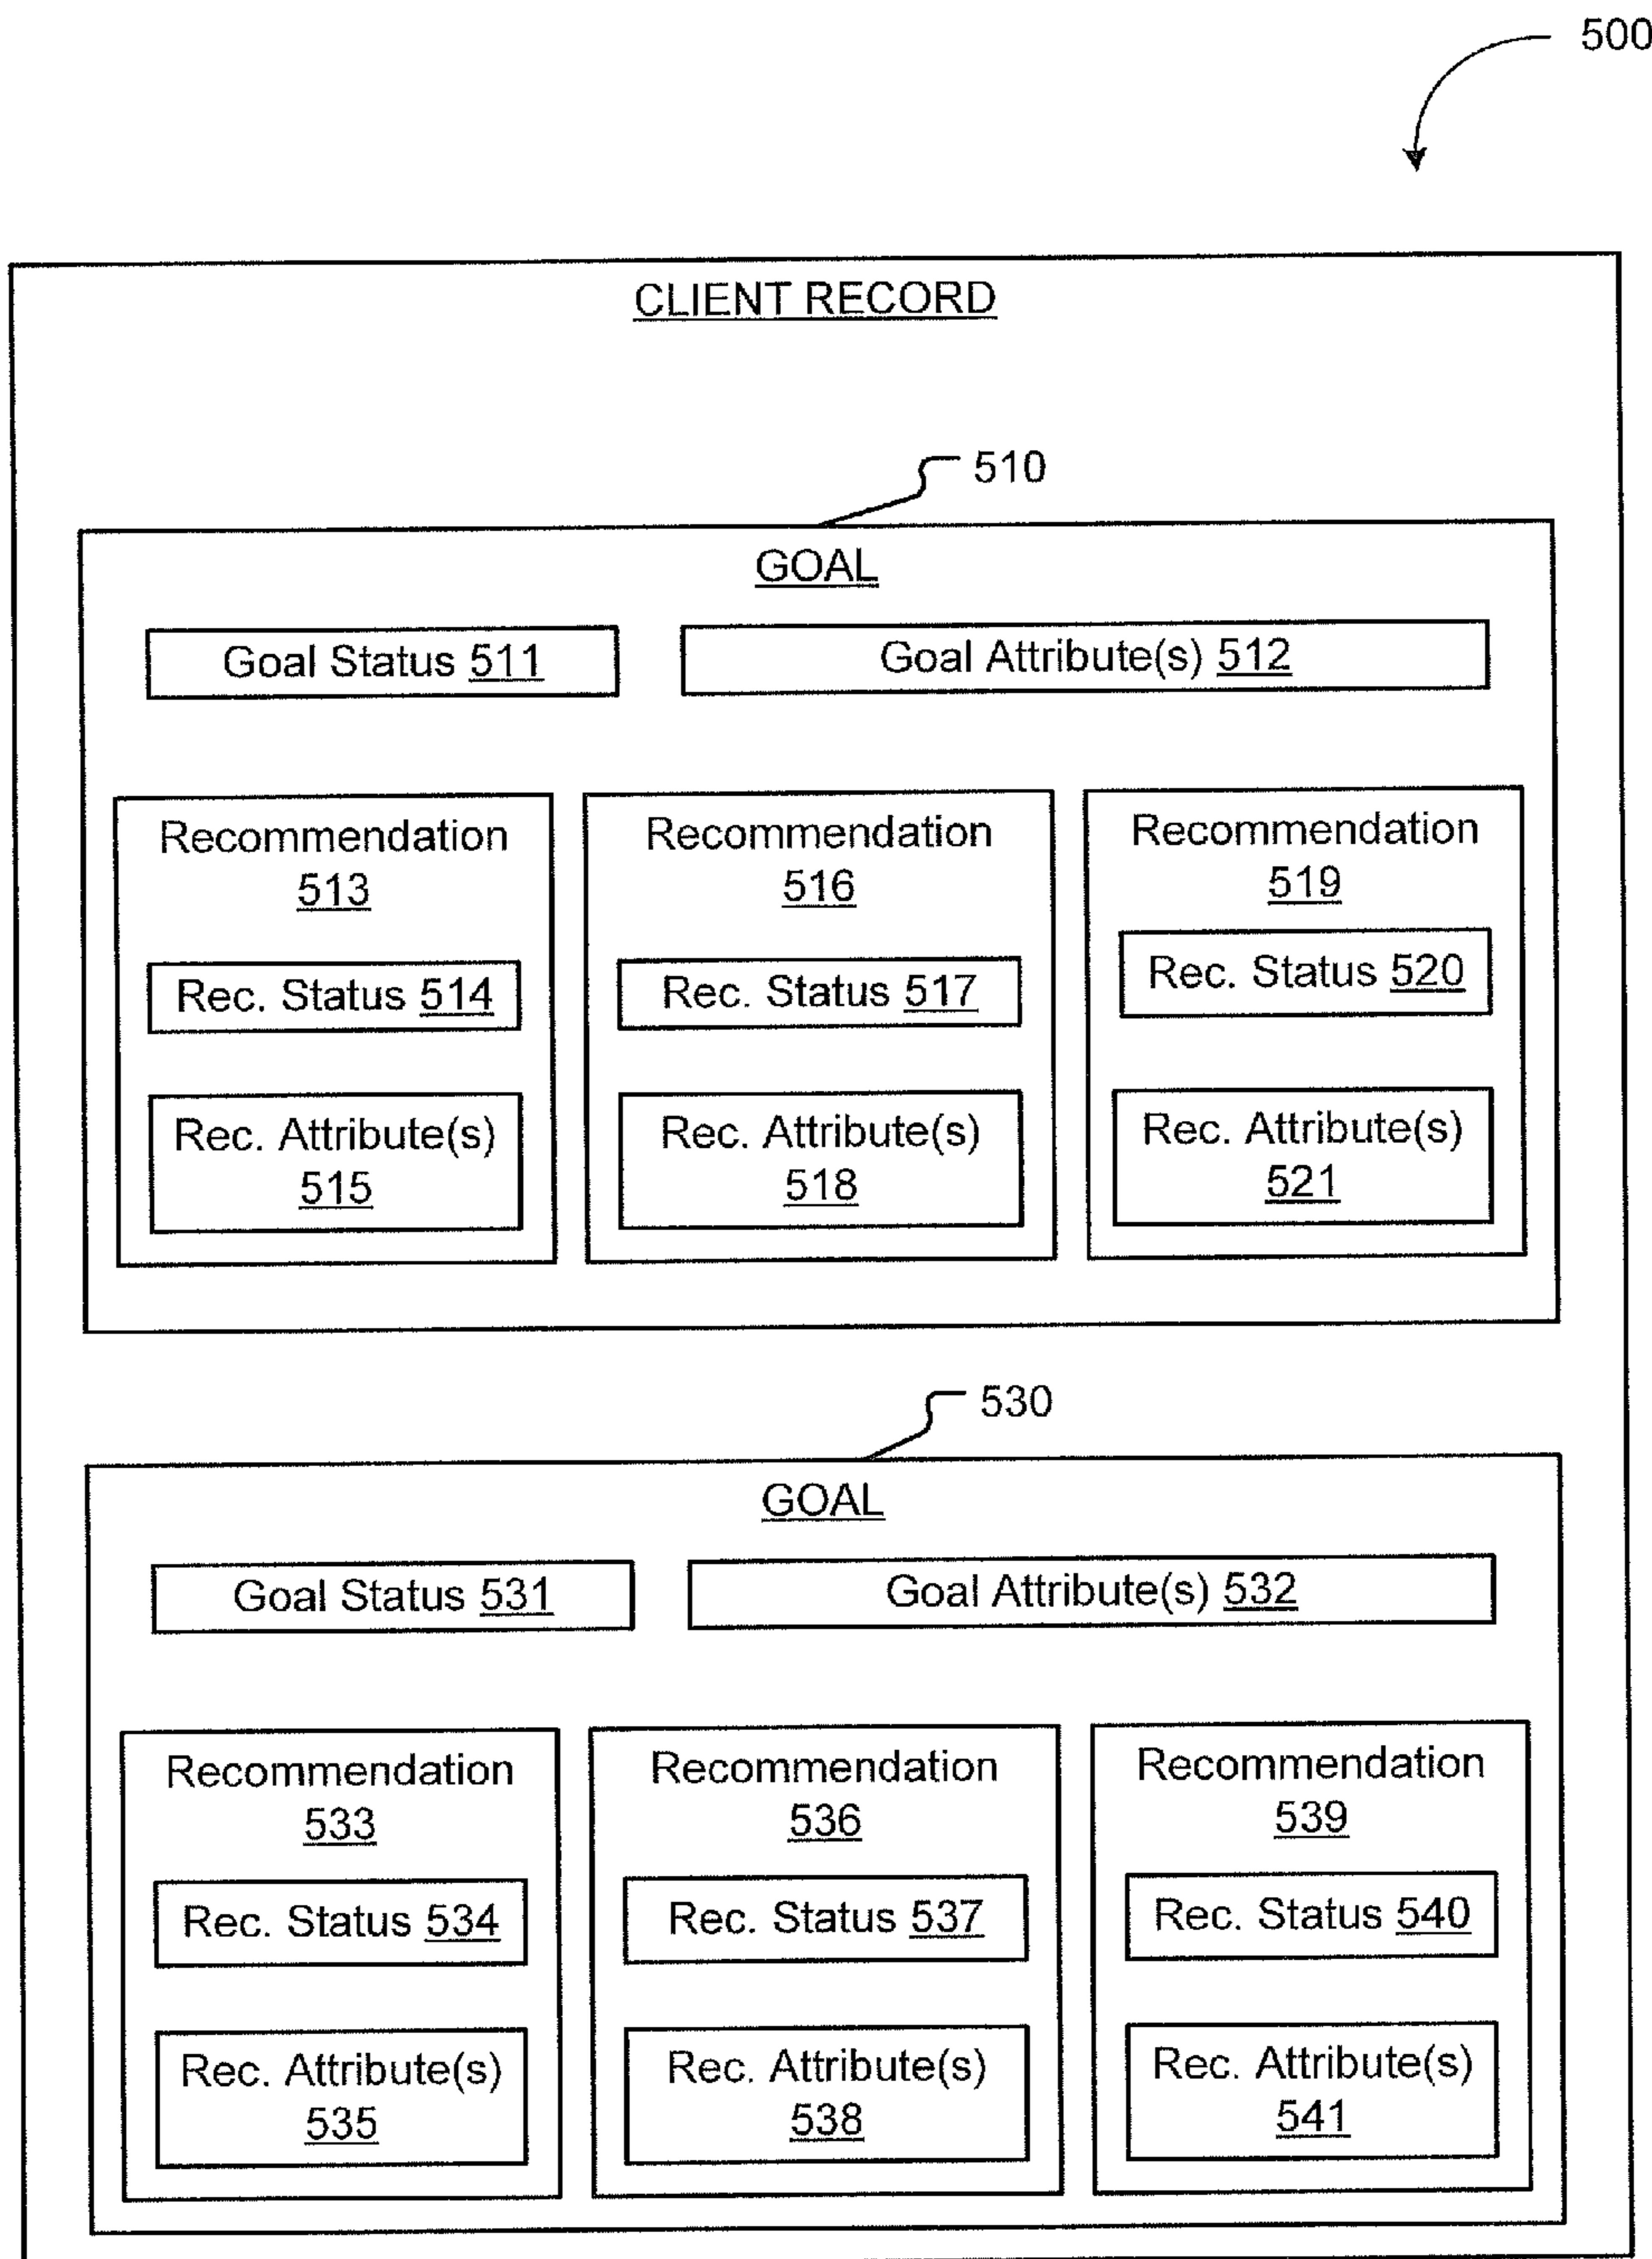 500
CLIENT RECORD
510
GOAL
Goal Status 511
Goal Attribute(s) 512
Recommendation
513
Rec. Status 514
Rec. Attribute(s)
515
Recommendation
516
Rec. Status 517
Rec. Attribute(s)
518
Recommendation
519
Rec. Status 520
Rec. Attribute(s)
521
530
GOAL
Goal Status 531
Goal Attribute(s) 532
Recommendation
533
Rec. Status 534
Rec. Attribute(s)
535
Recommendation
536
Rec. Status 537
Rec. Attribute(s)
538
Recommendation
539
Rec. Status 540
Rec. Attribute(s)
541